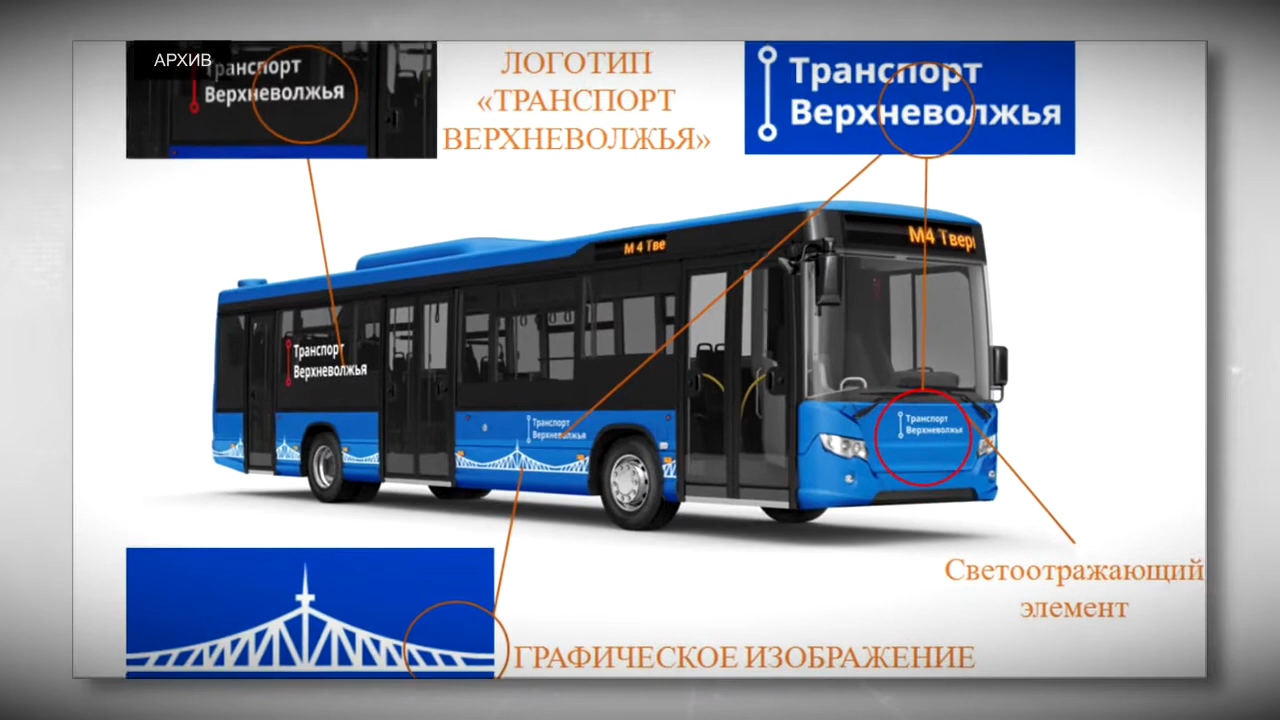 АРХИВ
Транспорт
Верхневолжья
ЛОГОТИП
«ТРАНСПОРТ
ВЕРХНЕВОЛЖЬЯ»
Транспорт
Верхневолжья
М 4 Тве
М4 Твер
Транспорт
Верхневолжья
Транспорт
Верхневолжья
Транспорт
Верхневолжья
Светоотражающий
элемент
ГРАФИЧЕСКОЕ ИЗОБРАЖЕНИЕ